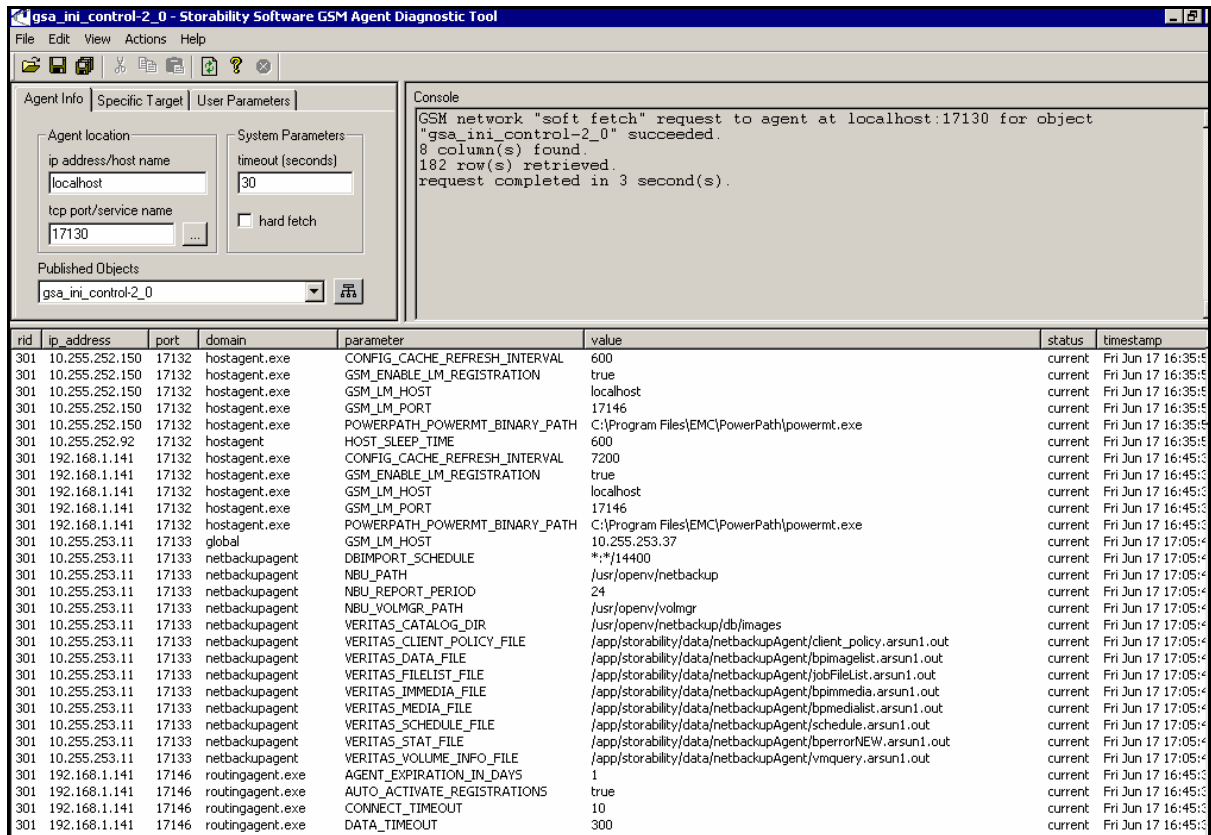 gsa_ini_control-2_0 - Storability Software GSM Agent Diagnostic Tool
File Edit View Actions Help
Agent Info Specific Target User Parameters
Agent location
ip address/host name
localhost
tcp port/service name
17130
...
System Parameters
timeout (seconds)
30
hard fetch
Published Objects
gsa_ini_control-2_0
Console
GSM network "soft fetch" request to agent at localhost:17130 for object
"gsa_ini_control-2_0" succeeded.
8 column(s) found.
182 row(s) retrieved.
request completed in 3 second(s).
rid ip_address port domain parameter value status timestamp
301 10.255.252.150 17132 hostagent.exe CONFIG_CACHE_REFRESH_INTERVAL 600 current Fri Jun 17 16:35:5
301 10.255.252.150 17132 hostagent.exe GSM_ENABLE_LM_REGISTRATION true current Fri Jun 17 16:35:5
301 10.255.252.150 17132 hostagent.exe GSM_LM_HOST localhost current Fri Jun 17 16:35:5
301 10.255.252.150 17132 hostagent.exe GSM_LM_PORT 17146 current Fri Jun 17 16:35:5
301 10.255.252.150 17132 hostagent.exe POWERPATH_POWERMT_BINARY_PATH C:\Program Files\EMC\PowerPath\powermt.exe current Fri Jun 17 16:35:5
301 10.255.252.92 17132 hostagent HOST_SLEEP_TIME 600 current Fri Jun 17 16:35:5
301 192.168.1.141 17132 hostagent.exe CONFIG_CACHE_REFRESH_INTERVAL 7200 current Fri Jun 17 16:45:3
301 192.168.1.141 17132 hostagent.exe GSM_ENABLE_LM_REGISTRATION true current Fri Jun 17 16:45:3
301 192.168.1.141 17132 hostagent.exe GSM_LM_HOST localhost current Fri Jun 17 16:45:3
301 192.168.1.141 17132 hostagent.exe GSM_LM_PORT 17146 current Fri Jun 17 16:45:3
301 192.168.1.141 17132 hostagent.exe POWERPATH_POWERMT_BINARY_PATH C:\Program Files\EMC\PowerPath\powermt.exe current Fri Jun 17 16:45:3
301 10.255.253.11 17133 global GSM_LM_HOST 10.255.253.37 current Fri Jun 17 17:05:4
301 10.255.253.11 17133 netbackupagent DBIMPORT_SCHEDULE *:*/14400 current Fri Jun 17 17:05:4
301 10.255.253.11 17133 netbackupagent NBU_PATH /usr/openv/netbackup current Fri Jun 17 17:05:4
301 10.255.253.11 17133 netbackupagent NBU_REPORT_PERIOD 24 current Fri Jun 17 17:05:4
301 10.255.253.11 17133 netbackupagent NBU_VOLMGR_PATH /usr/openv/volmgr current Fri Jun 17 17:05:4
301 10.255.253.11 17133 netbackupagent VERITAS_CATALOG_DIR /usr/openv/netbackup/db/images current Fri Jun 17 17:05:4
301 10.255.253.11 17133 netbackupagent VERITAS_CLIENT_POLICY_FILE /app/storability/data/netbackupAgent/client_policy.arsun1.out current Fri Jun 17 17:05:4
301 10.255.253.11 17133 netbackupagent VERITAS_DATA_FILE /app/storability/data/netbackupAgent/bpimagelist.arsun1.out current Fri Jun 17 17:05:4
301 10.255.253.11 17133 netbackupagent VERITAS_FILELIST_FILE /app/storability/data/netbackupAgent/jobFileList.arsun1.out current Fri Jun 17 17:05:4
301 10.255.253.11 17133 netbackupagent VERITAS_IMMEDIA_FILE /app/storability/data/netbackupAgent/bpimmedia.arsun1.out current Fri Jun 17 17:05:4
301 10.255.253.11 17133 netbackupagent VERITAS_MEDIA_FILE /app/storability/data/netbackupAgent/bpmedialist.arsun1.out current Fri Jun 17 17:05:4
301 10.255.253.11 17133 netbackupagent VERITAS_SCHEDULE_FILE /app/storability/data/netbackupAgent/schedule.arsun1.out current Fri Jun 17 17:05:4
301 10.255.253.11 17133 netbackupagent VERITAS_STAT_FILE /app/storability/data/netbackupAgent/bperrorNEW.arsun1.out current Fri Jun 17 17:05:4
301 10.255.253.11 17133 netbackupagent VERITAS_VOLUME_INFO_FILE /app/storability/data/netbackupAgent/vmquery.arsun1.out current Fri Jun 17 17:05:4
301 192.168.1.141 17146 routingagent.exe AGENT_EXPIRATION_IN_DAYS 1 current Fri Jun 17 16:45:3
301 192.168.1.141 17146 routingagent.exe AUTO_ACTIVATE_REGISTRATIONS true current Fri Jun 17 16:45:3
301 192.168.1.141 17146 routingagent.exe CONNECT_TIMEOUT 10 current Fri Jun 17 16:45:3
301 192.168.1.141 17146 routingagent.exe DATA_TIMEOUT 300 current Fri Jun 17 16:45:3